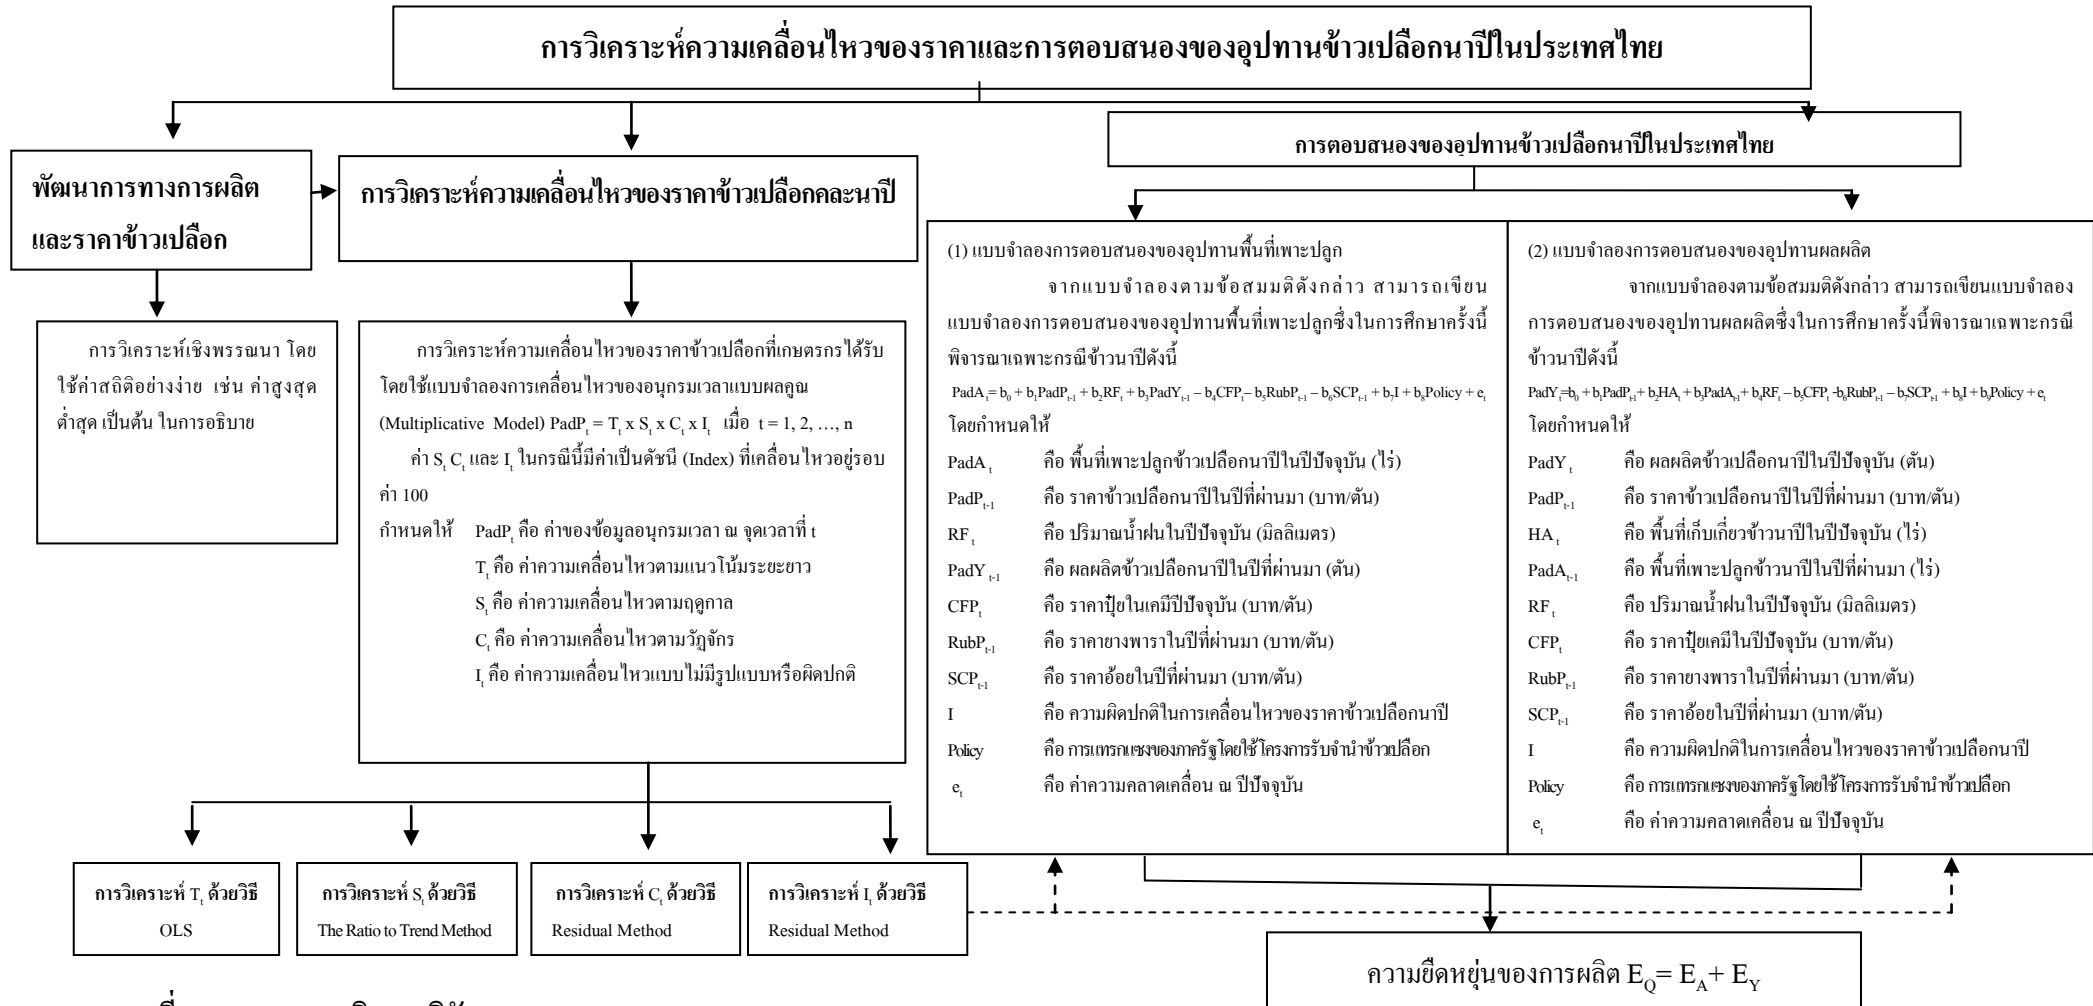 การวิเคราะห์ความเคลื่อนไหวของราคาและการตอบสนองของอุปทานข้าวเปลือกนาปีในประเทศไทย
พัฒนาการทางการผลิต
และราคาข้าวเปลือก
การวิเคราะห์ความเคลื่อนไหวของราคาข้าวเปลือกคละนาปี
การตอบสนองของอุปทานข้าวเปลือกนาปีในประเทศไทย
การวิเคราะห์เชิงพรรณนา โดย
ใช้ค่าสถิติอย่างง่าย เช่น ค่าสูงสุด
ต่ำสุด เป็นต้น ในการอธิบาย
การวิเคราะห์ความเคลื่อนไหวของราคาข้าวเปลือกที่เกษตรกรได้รับ
โดยใช้แบบจำลองการเคลื่อนไหวของอนุกรมเวลาแบบผลคูณ
(Multiplicative Model) PadPₜ = Tₜ x Sₜ x Cₜ x Iₜ เมื่อ t = 1, 2, …, n
ค่า Sₜ Cₜ และ Iₜ ในกรณีนี้มีค่าเป็นดัชนี (Index) ที่เคลื่อนไหวอยู่รอบ
ค่า 100
กำหนดให้ PadPₜ คือ ค่าของข้อมูลอนุกรมเวลา ณ จุดเวลาที่ t
Tₜ คือ ค่าความเคลื่อนไหวตามแนวโน้มระยะยาว
Sₜ คือ ค่าความเคลื่อนไหวตามฤดูกาล
Cₜ คือ ค่าความเคลื่อนไหวตามวัฏจักร
Iₜ คือ ค่าความเคลื่อนไหวแบบไม่มีรูปแบบหรือผิดปกติ
(1) แบบจำลองการตอบสนองของอุปทานพื้นที่เพาะปลูก
จากแบบจำลองตามข้อสมมติดังกล่าว สามารถเขียน
แบบจำลองการตอบสนองของอุปทานพื้นที่เพาะปลูกซึ่งในการศึกษาครั้งนี้
พิจารณาเฉพาะกรณีข้าวนาปีดังนี้
PadAₜ = b₀ + b₁PadPₜ₋₁ + b₂RFₜ + b₃PadYₜ₋₁ – b₄CFPₜ – b₅RubPₜ₋₁ – b₆SCPₜ₋₁ + b₇I + b₈Policy + eₜ
โดยกำหนดให้
PadAₜ คือ พื้นที่เพาะปลูกข้าวเปลือกนาปีในปีปัจจุบัน (ไร่)
PadPₜ₋₁ คือ ราคาข้าวเปลือกนาปีในปีที่ผ่านมา (บาท/ตัน)
RFₜ คือ ปริมาณน้ำฝนในปีปัจจุบัน (มิลลิเมตร)
PadYₜ₋₁ คือ ผลผลิตข้าวเปลือกนาปีในปีที่ผ่านมา (ตัน)
CFPₜ คือ ราคาปุ๋ยในเคมีปีปัจจุบัน (บาท/ตัน)
RubPₜ₋₁ คือ ราคายางพาราในปีที่ผ่านมา (บาท/ตัน)
SCPₜ₋₁ คือ ราคาอ้อยในปีที่ผ่านมา (บาท/ตัน)
I คือ ความผิดปกติในการเคลื่อนไหวของราคาข้าวเปลือกนาปี
Policy คือ การแทรกแซงของภาครัฐโดยใช้โครงการรับจำนำข้าวเปลือก
eₜ คือ ค่าความคลาดเคลื่อน ณ ปีปัจจุบัน
(2) แบบจำลองการตอบสนองของอุปทานผลผลิต
จากแบบจำลองตามข้อสมมติดังกล่าว สามารถเขียนแบบจำลอง
การตอบสนองของอุปทานผลผลิตซึ่งในการศึกษาครั้งนี้พิจารณาเฉพาะกรณี
ข้าวนาปีดังนี้
PadYₜ=b₀ + b₁PadPₜ₋₁+ b₂HAₜ + b₃PadAₜ₋₁+ b₄RFₜ – b₅CFPₜ -b₆RubPₜ₋₁ – b₇SCPₜ₋₁ + b₈I + b₉Policy + eₜ
โดยกำหนดให้
PadYₜ คือ ผลผลิตข้าวเปลือกนาปีในปีปัจจุบัน (ตัน)
PadPₜ₋₁ คือ ราคาข้าวเปลือกนาปีในปีที่ผ่านมา (บาท/ตัน)
HAₜ คือ พื้นที่เก็บเกี่ยวข้าวนาปีในปีปัจจุบัน (ไร่)
PadAₜ₋₁ คือ พื้นที่เพาะปลูกข้าวนาปีในปีที่ผ่านมา (ไร่)
RFₜ คือ ปริมาณน้ำฝนในปีปัจจุบัน (มิลลิเมตร)
CFPₜ คือ ราคาปุ๋ยเคมีในปีปัจจุบัน (บาท/ตัน)
RubPₜ₋₁ คือ ราคายางพาราในปีที่ผ่านมา (บาท/ตัน)
SCPₜ₋₁ คือ ราคาอ้อยในปีที่ผ่านมา (บาท/ตัน)
I คือ ความผิดปกติในการเคลื่อนไหวของราคาข้าวเปลือกนาปี
Policy คือ การแทรกแซงของภาครัฐโดยใช้โครงการรับจำนำข้าวเปลือก
eₜ คือ ค่าความคลาดเคลื่อน ณ ปีปัจจุบัน
การวิเคราะห์ Tₜ ด้วยวิธี
OLS
การวิเคราะห์ Sₜ ด้วยวิธี
The Ratio to Trend Method
การวิเคราะห์ Cₜ ด้วยวิธี
Residual Method
การวิเคราะห์ Iₜ ด้วยวิธี
Residual Method
ความยืดหยุ่นของการผลิต E_Q= E_A+ E_Y